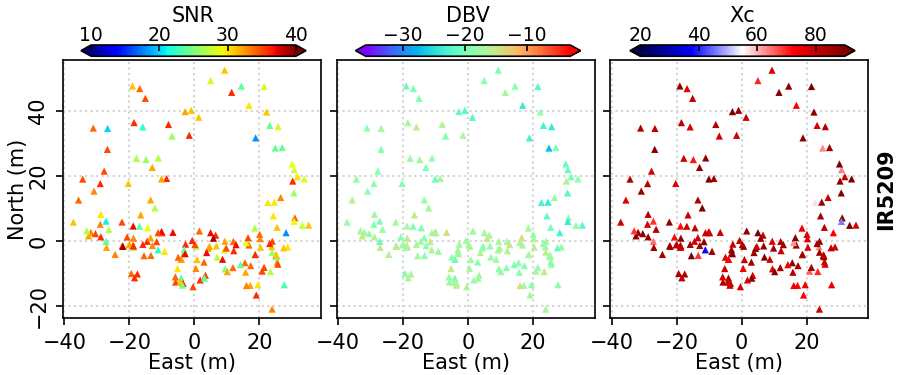 SNR
DBV
Xc
10 20 30 40
−30 −20 −10
20 40 60 80
North (m)
40
20
0
−20
−40 −20 0 20
−40 −20 0 20
−40 −20 0 20
East (m)
East (m)
East (m)
IR5209